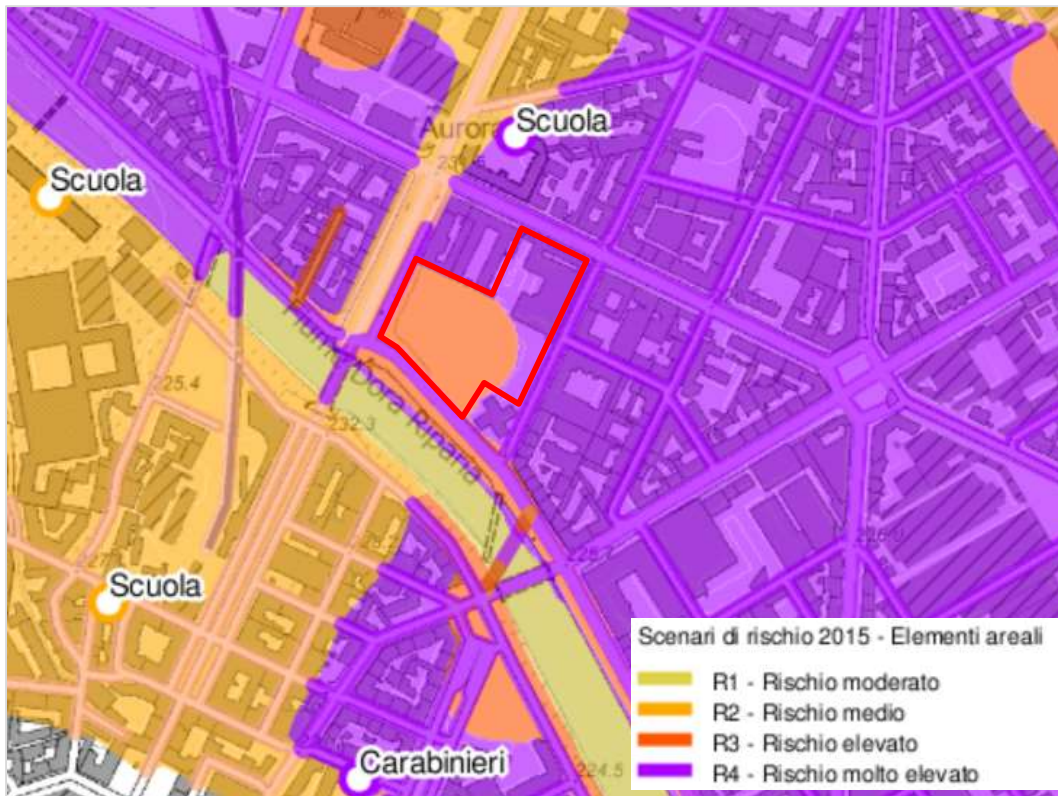 Scuola
Aurora
Scuola
225.4
Fiume Dora Riparia
232.3
Scuola
Carabinieri
224.5
Scenari di rischio 2015 - Elementi areali
R1 - Rischio moderato
R2 - Rischio medio
R3 - Rischio elevato
R4 - Rischio molto elevato